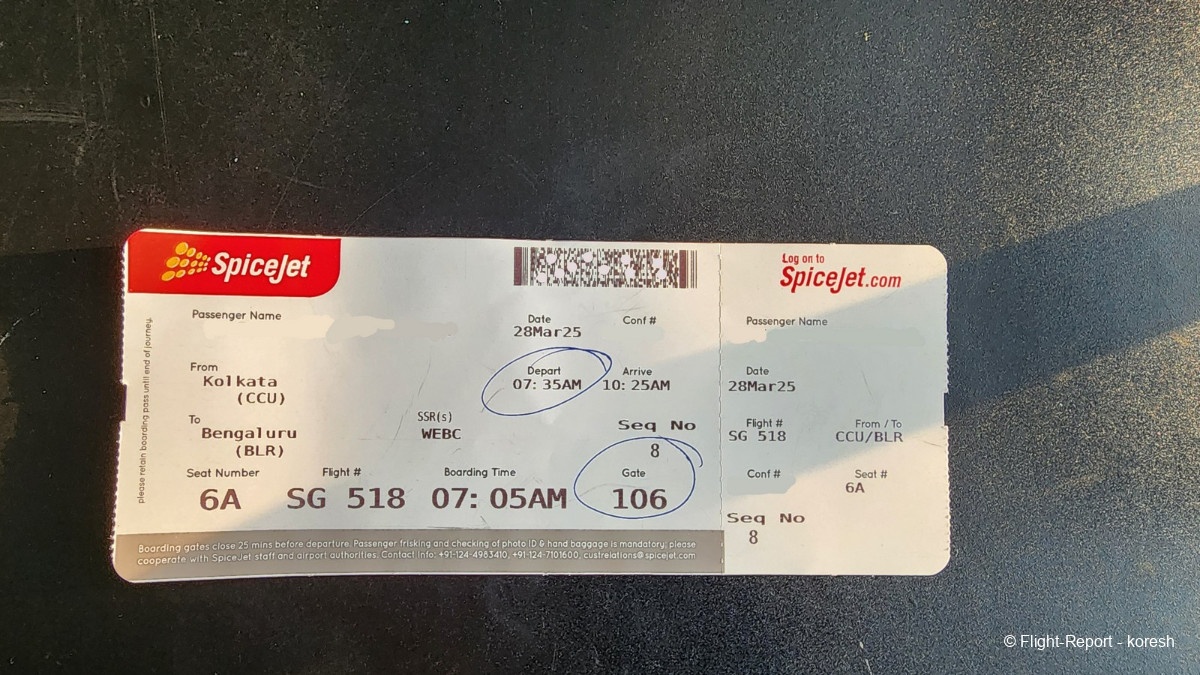 SpiceJet
Log on to
SpiceJet.com
please retain boarding pass until end of journey.
Passenger Name
Date
28Mar25
Conf #
Passenger Name
From
Kolkata
(CCU)
Depart
07:35AM
Arrive
10:25AM
Date
28Mar25
To
Bengaluru
(BLR)
SSR(s)
WEBC
Seq No
8
Flight #
SG 518
From / To
CCU/BLR
Seat Number
6A
Flight #
SG 518
Boarding Time
07:05AM
Gate
106
Conf #
Seat #
6A
Seq No
8
Boarding gates close 25 mins before departure. Passenger frisking and checking of photo ID & hand baggage is mandatory; please
cooperate with SpiceJet staff and airport authorities. Contact info: +91-124-4983410, +91-124-7101600, custrelations@spicejet.com
© Flight-Report - koresh